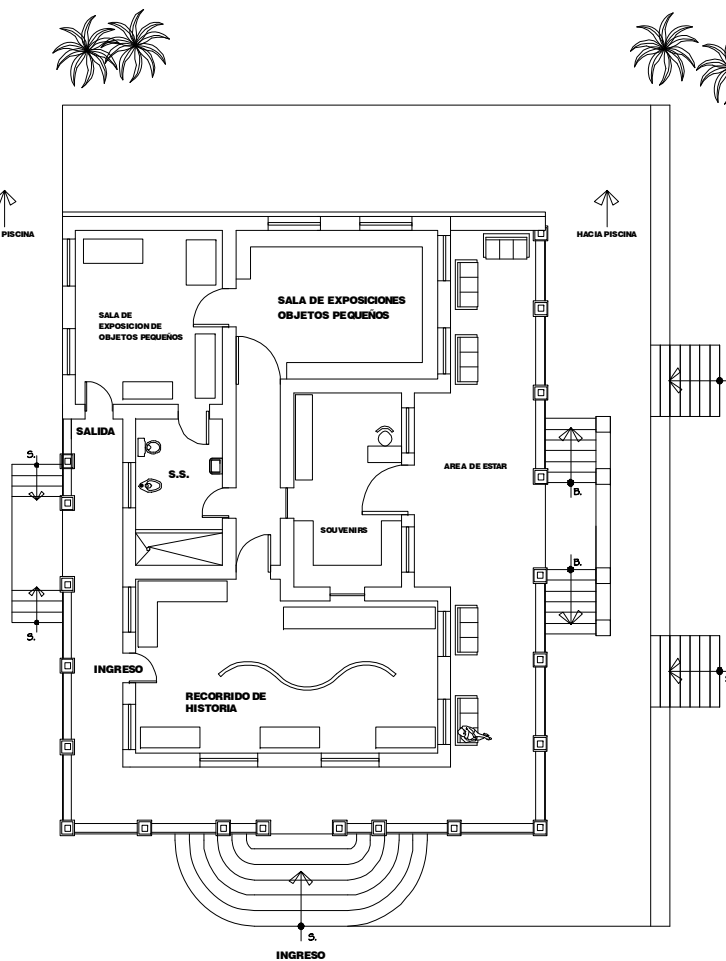 PISCINA
HACIA PISCINA
SALA DE EXPOSICIONES
OBJETOS PEQUEÑOS
SALA DE
EXPOSICION DE
OBJETOS PEQUEÑOS
SALIDA
S.
S.S.
AREA DE ESTAR
B.
SOUVENIRS
B.
S.
INGRESO
RECORRIDO DE
HISTORIA
S.
INGRESO